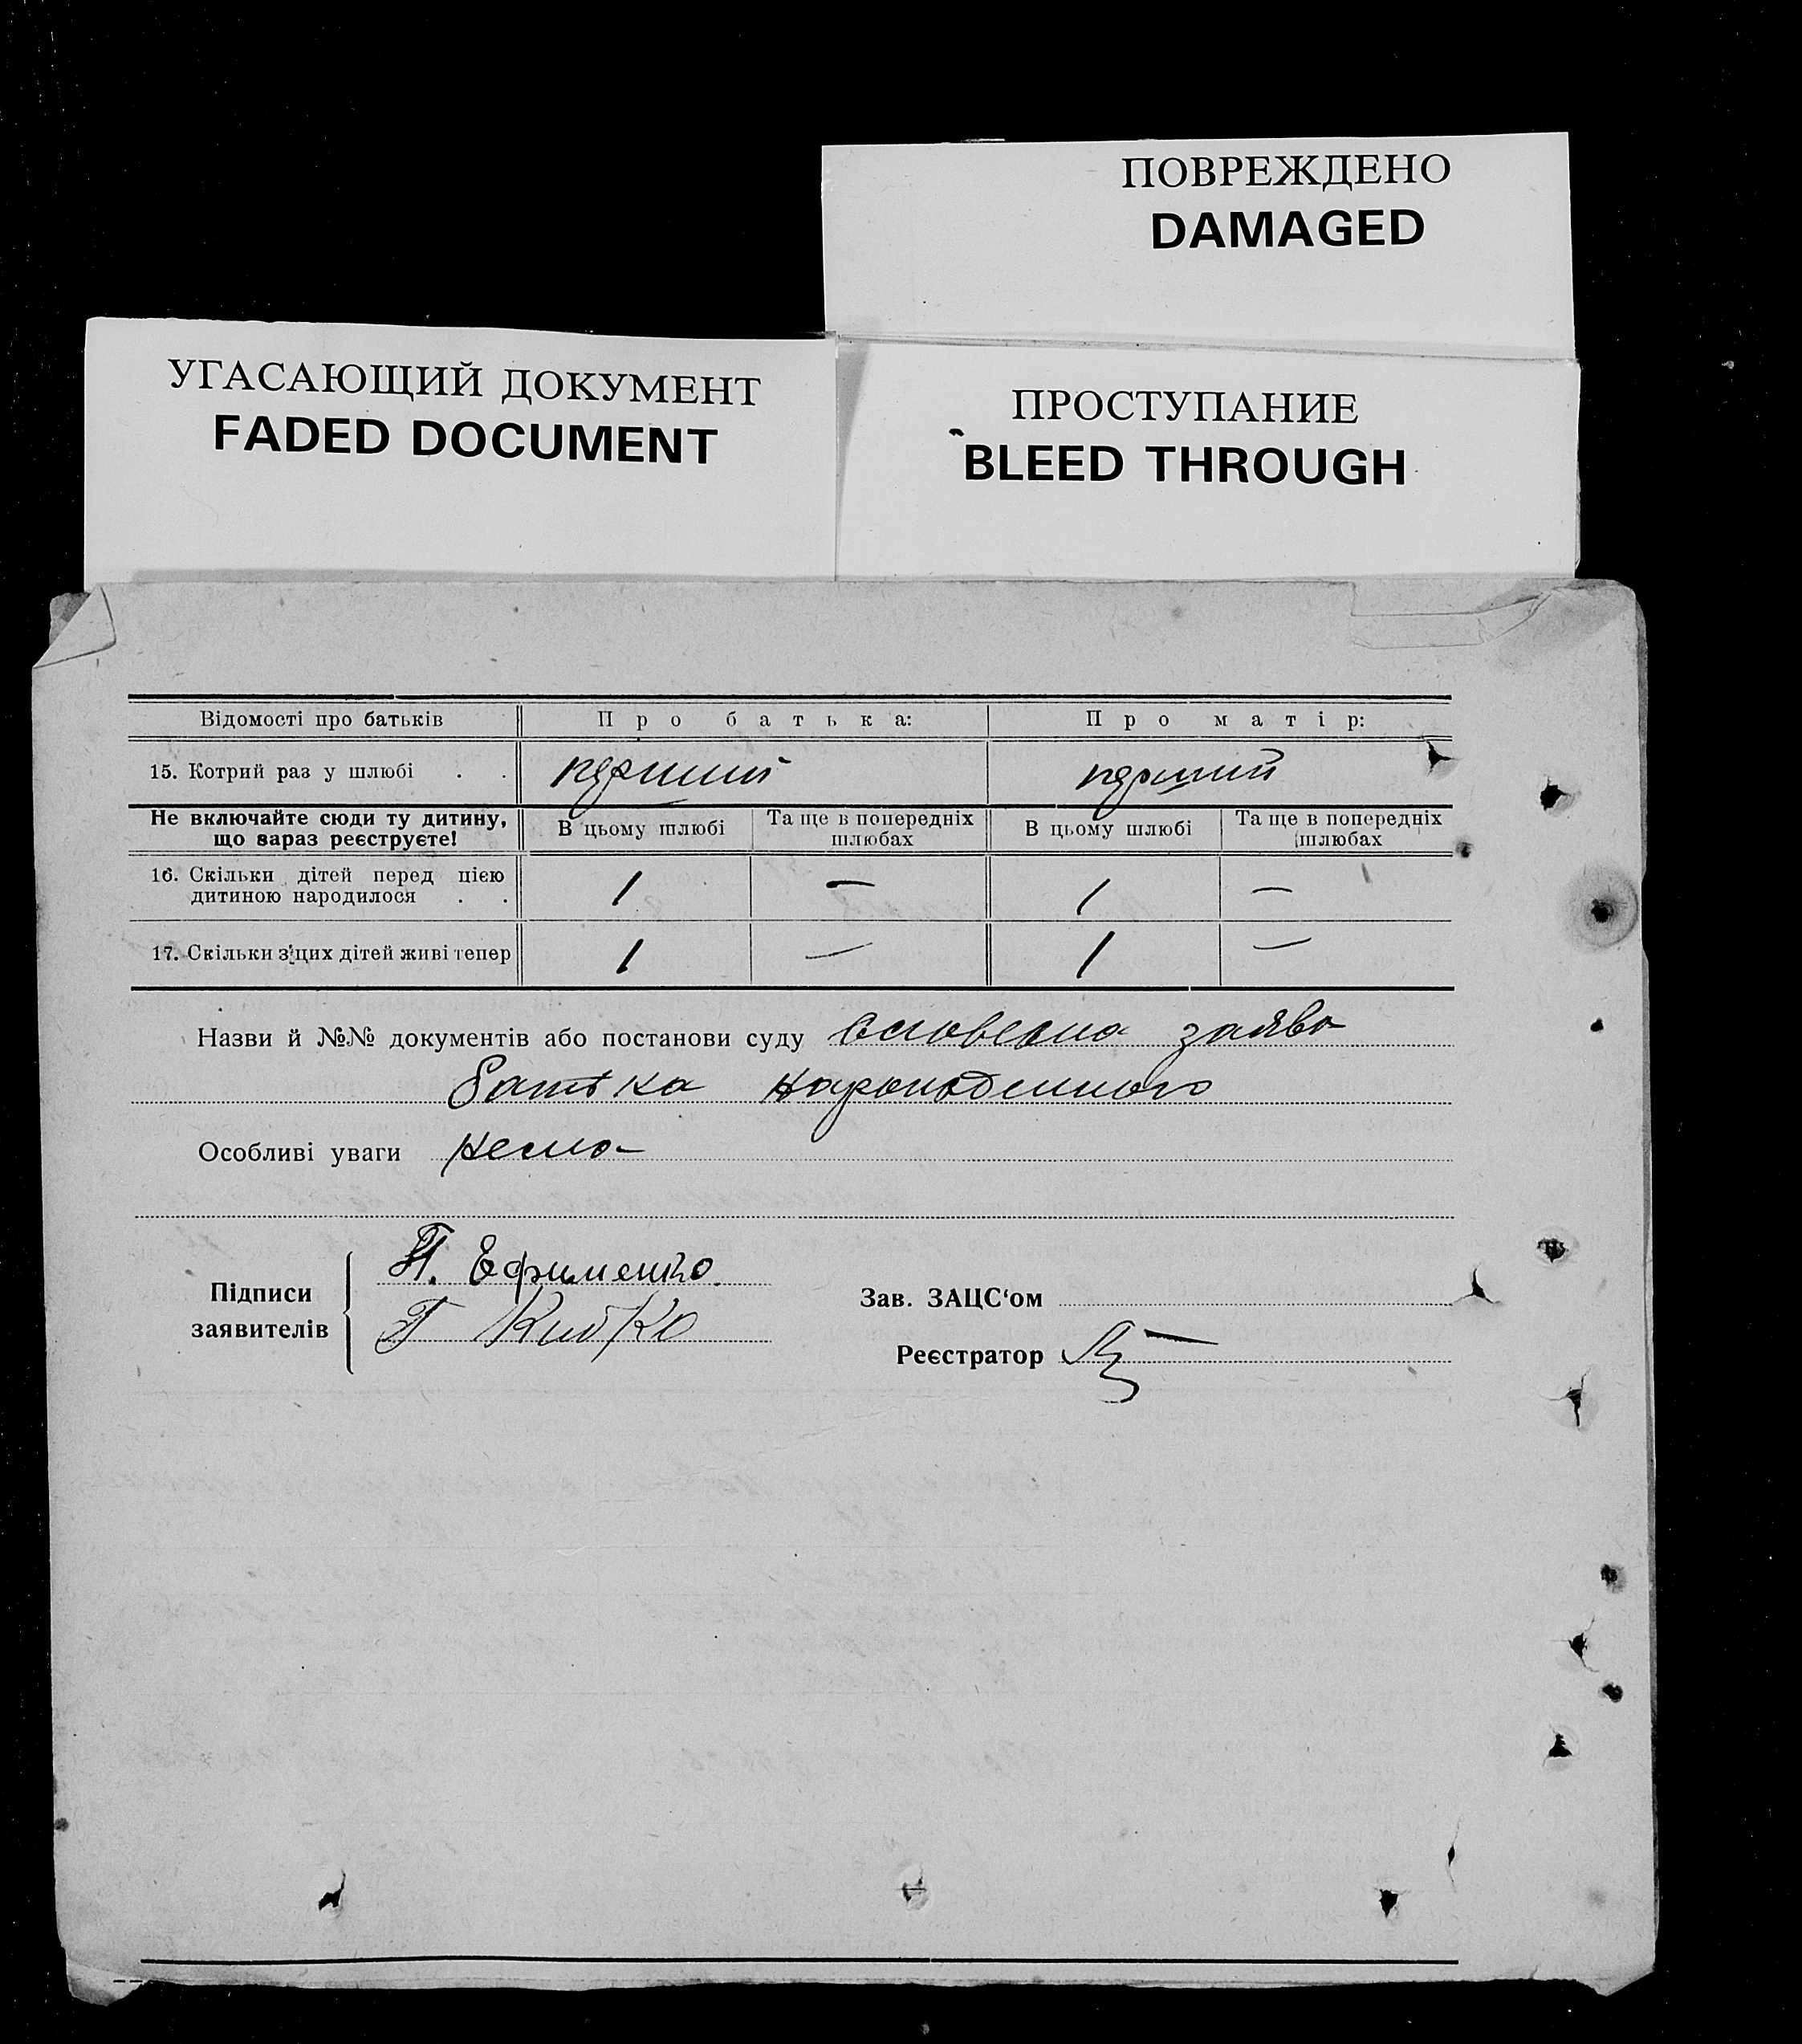 ПОВРЕЖДЕНО
DAMAGED
УГАСАЮЩИЙ ДОКУМЕНТ
FADED DOCUMENT
ПРОСТУПАНИЕ
BLEED THROUGH
Відомості про батьків Про батька: Про матір:
15. Котрий раз у шлюбі . . перший перший
Не включайте сюди ту дитину, що зараз реєструєте! В цьому шлюбі Та ще в попередніх шлюбах В цьому шлюбі Та ще в попередніх шлюбах
16. Скільки дітей перед цією дитиною народилося . . 1 — 1 —
17. Скільки з цих дітей живі тепер 1 — 1 —
Назви й №№ документів або постанови суду словесна заява
батька народженного
Особливі уваги нема
Підписи заявителів
П. Ефименко
Г
Зав. ЗАЦС‘ом
Реєстратор